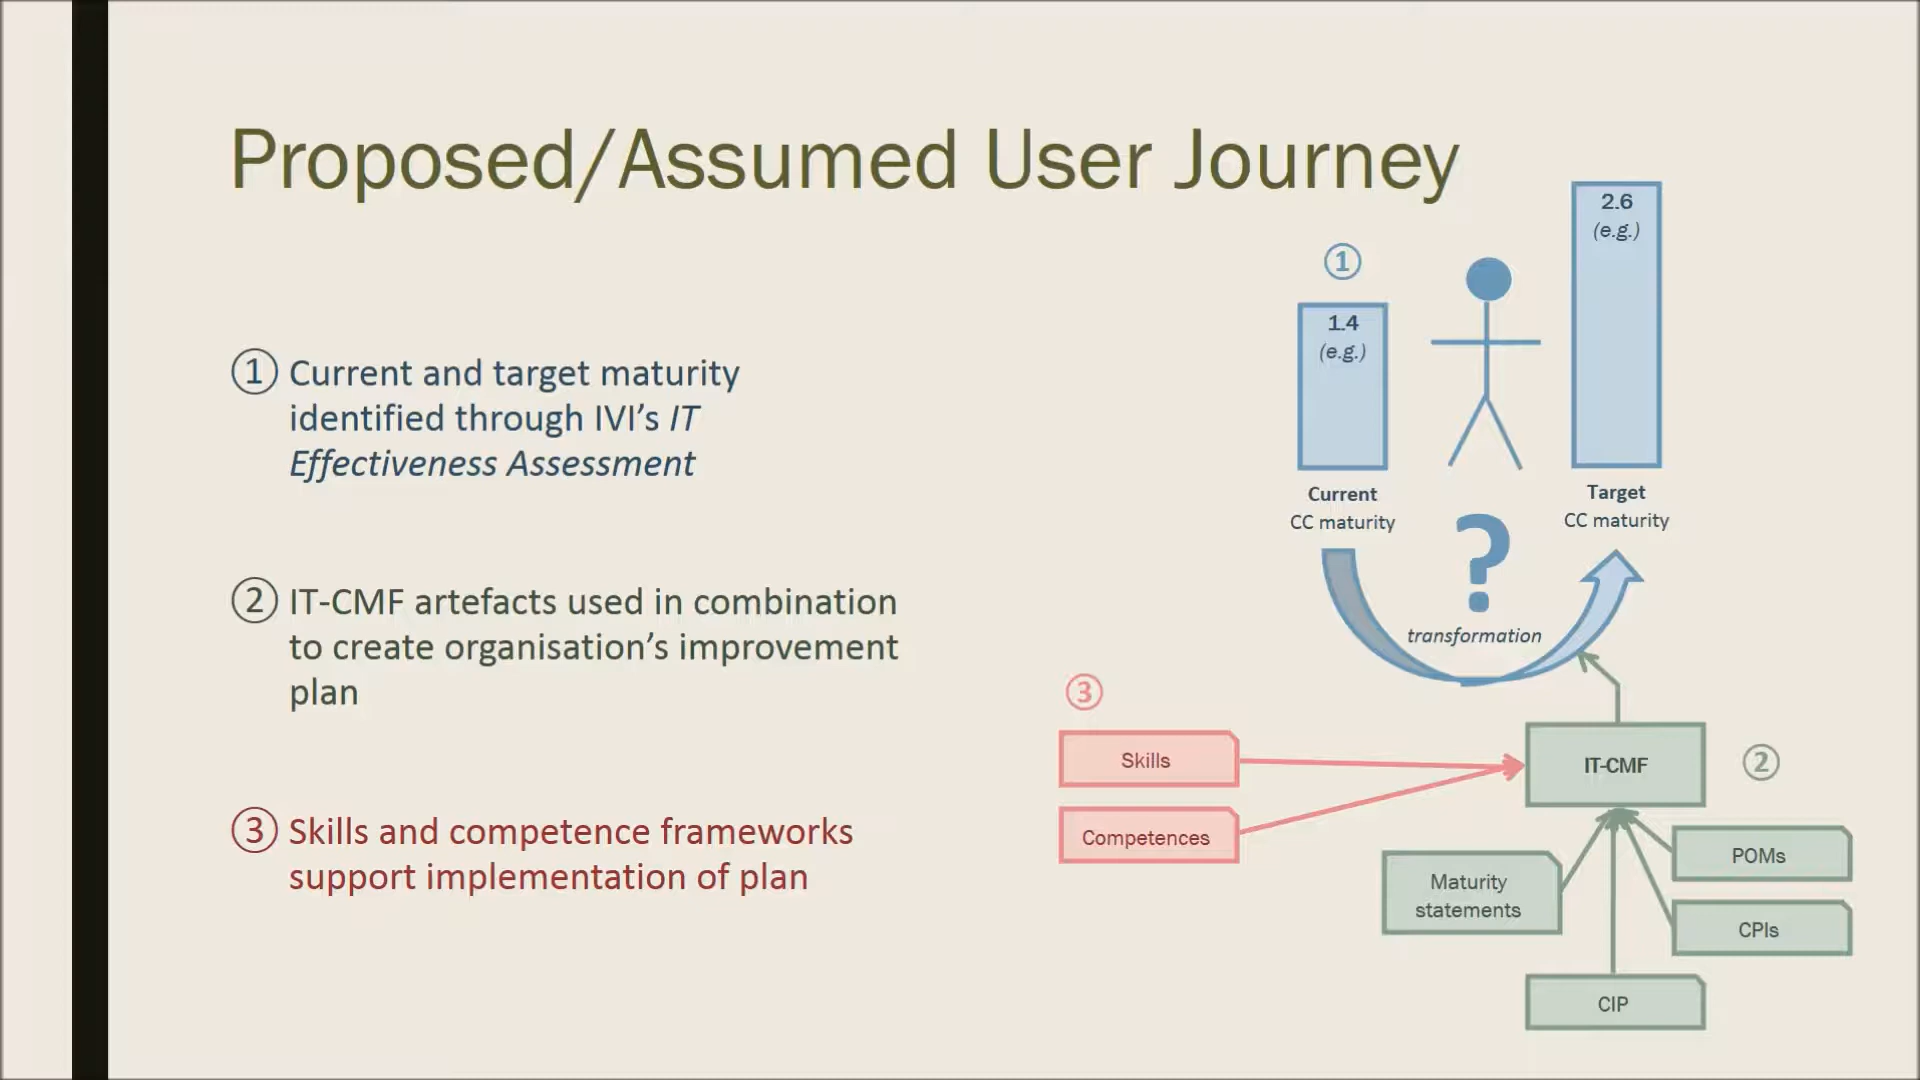 Proposed/Assumed User Journey
① Current and target maturity
identified through IVI’s IT
Effectiveness Assessment
② IT-CMF artefacts used in combination
to create organisation’s improvement
plan
③ Skills and competence frameworks
support implementation of plan
①
1.4
(e.g.)
2.6
(e.g.)
Current
CC maturity
Target
CC maturity
?
transformation
③
Skills
Competences
IT-CMF
②
Maturity
statements
POMs
CPIs
CIP